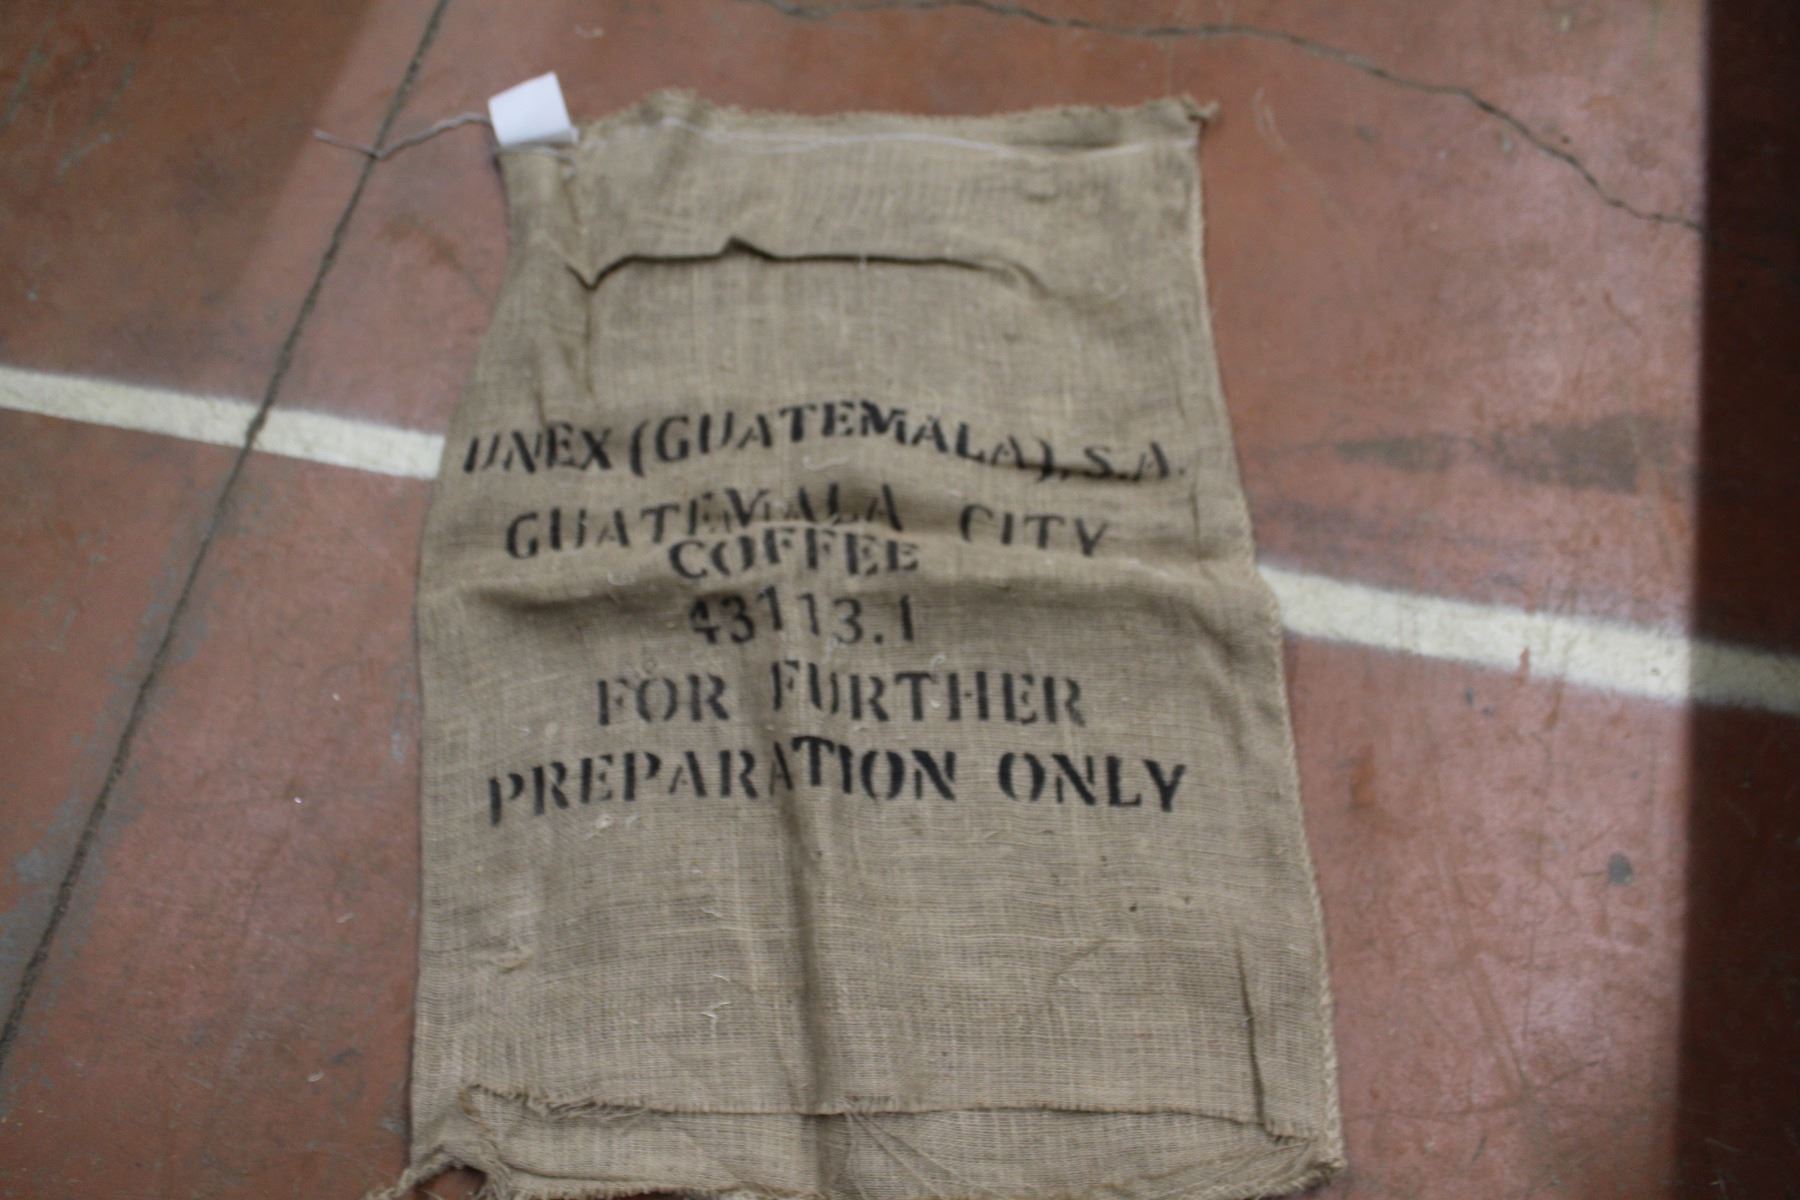 UNEX (GUATEMALA), S.A.
GUATEMALA CITY
COFFEE
43113.1
FOR FURTHER
PREPARATION ONLY